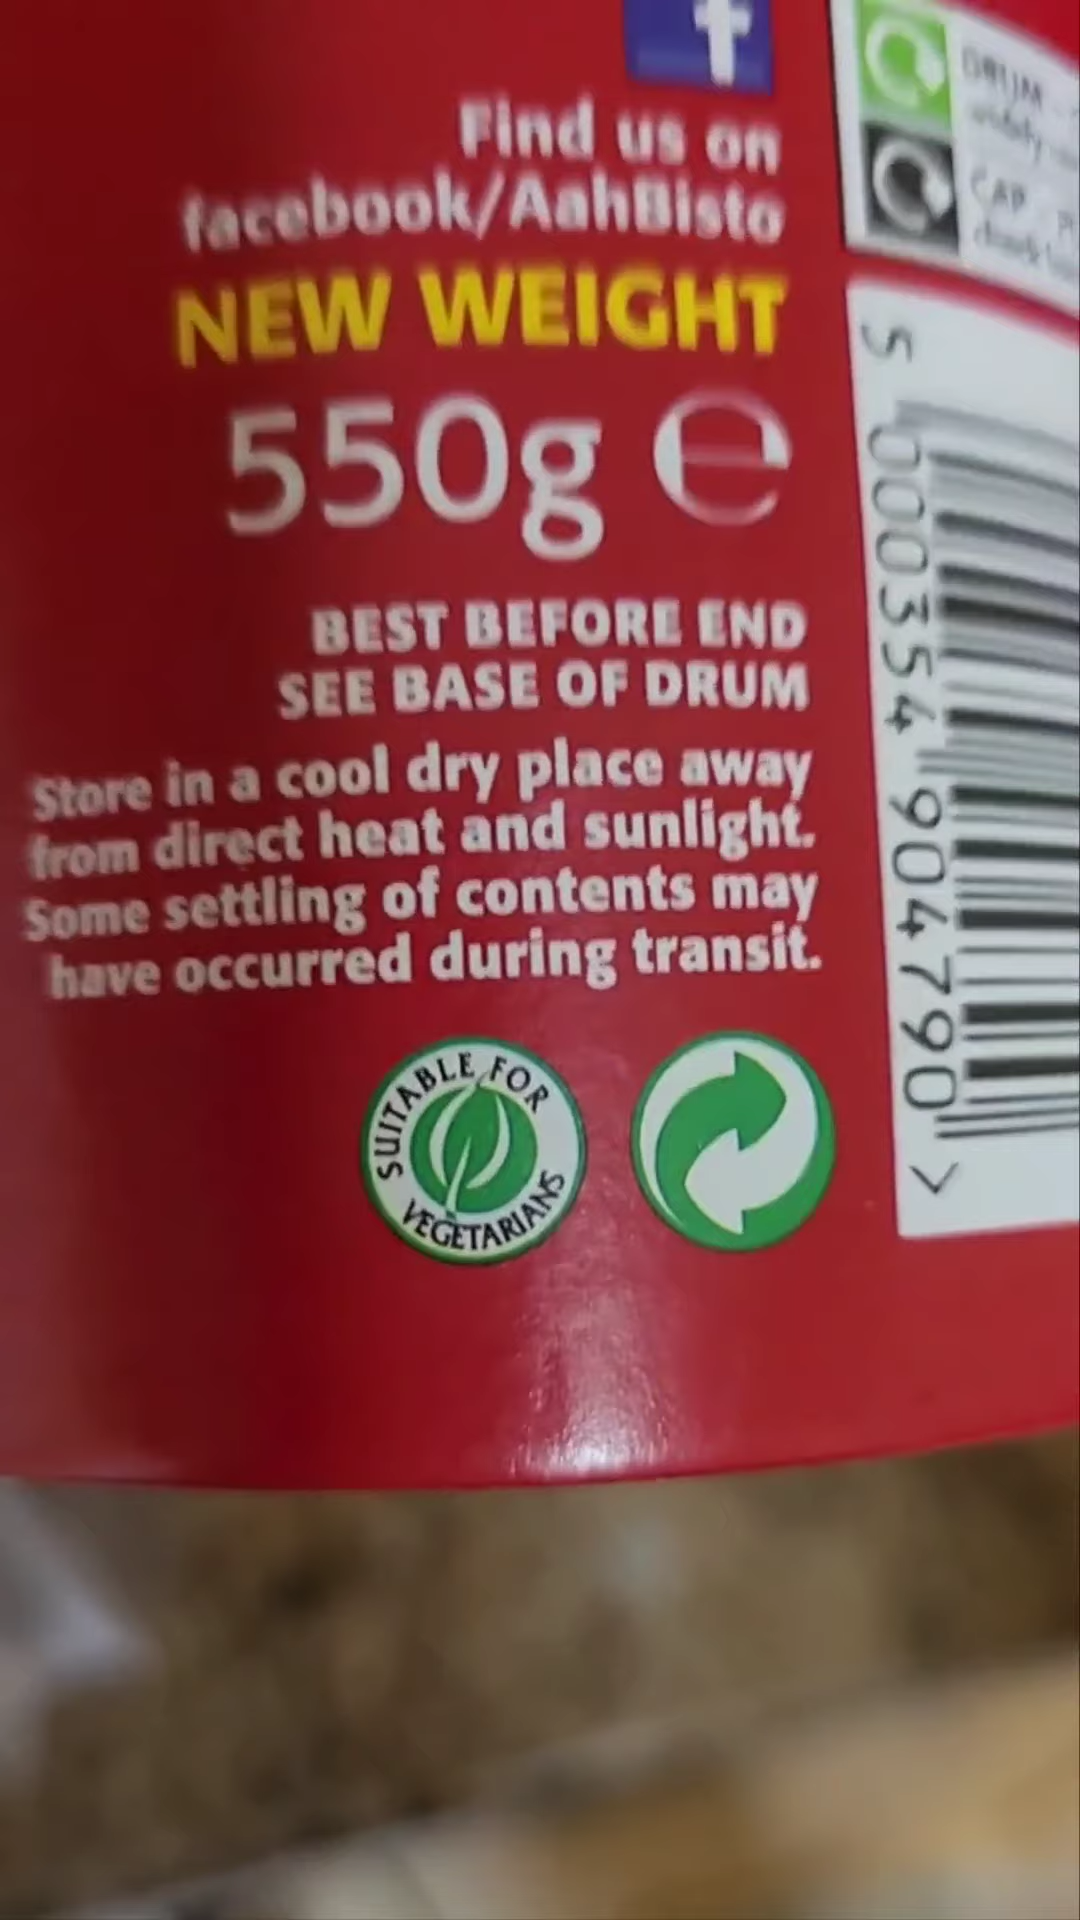 f
Find us on
facebook/AahBisto
NEW WEIGHT
550g e
BEST BEFORE END
SEE BASE OF DRUM
Store in a cool dry place away
from direct heat and sunlight.
Some settling of contents may
have occurred during transit.
SUITABLE FOR
VEGETARIANS
DRUM
CAP
5 000354 904790 >